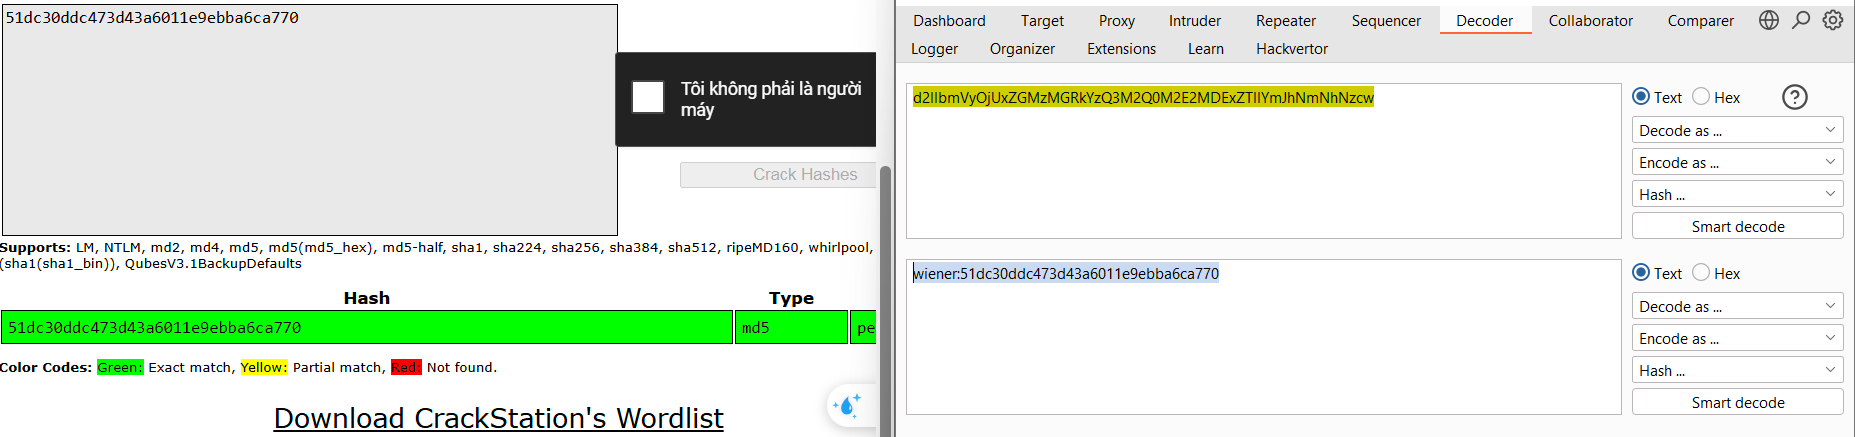 51dc30ddc473d43a6011e9ebba6ca770
Tôi không phải là người
máy
Crack Hashes
Supports: LM, NTLM, md2, md4, md5, md5(md5_hex), md5-half, sha1, sha224, sha256, sha384, sha512, ripeMD160, whirlpool,
(sha1(sha1_bin)), QubesV3.1BackupDefaults
Hash Type
51dc30ddc473d43a6011e9ebba6ca770 md5 pe
Color Codes: Green: Exact match, Yellow: Partial match, Red: Not found.
Download CrackStation's Wordlist
Dashboard Target Proxy Intruder Repeater Sequencer Decoder Collaborator Comparer
Logger Organizer Extensions Learn Hackvertor
d2llbmVyOjUxZGMzMGRkYzQ3M2Q0M2E2MDExZTllYmJhNmNhNzcw
Text Hex ?
Decode as ...
Encode as ...
Hash ...
Smart decode
wiener:51dc30ddc473d43a6011e9ebba6ca770
Text Hex
Decode as ...
Encode as ...
Hash ...
Smart decode